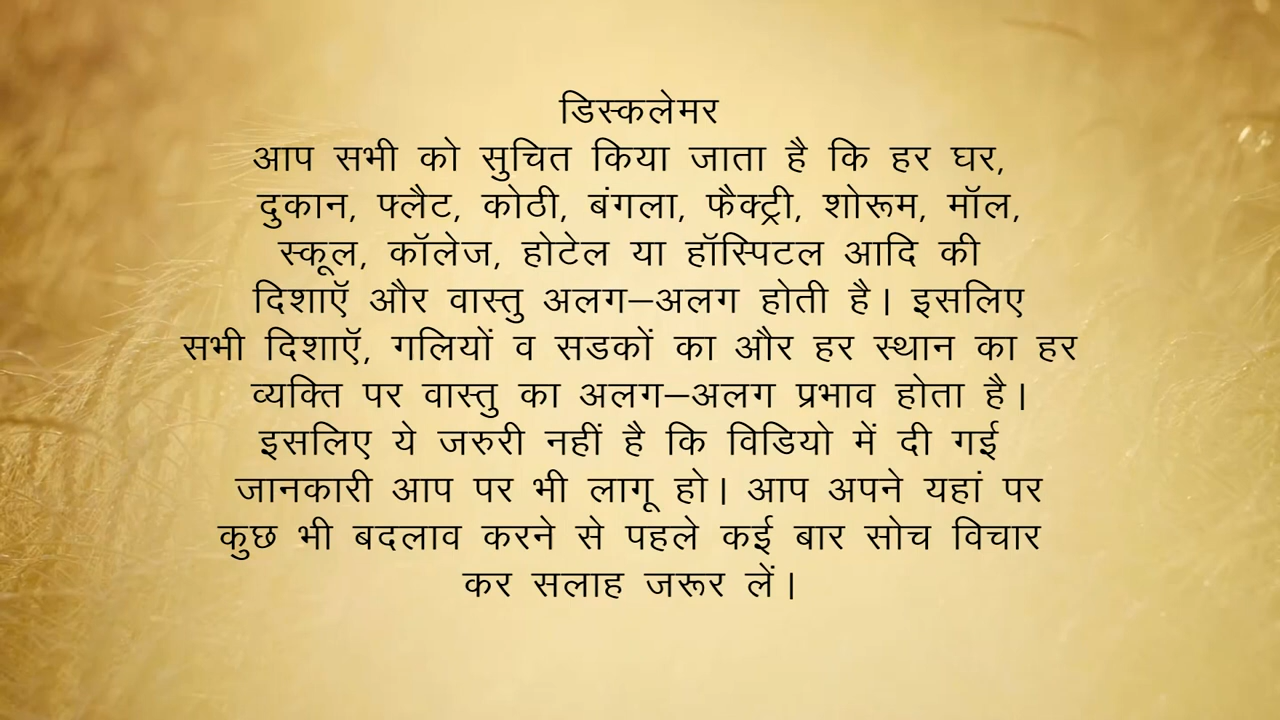 डिस्कलेमर
आप सभी को सुचित किया जाता है कि हर घर,
दुकान, फ्लैट, कोठी, बंगला, फैक्ट्री, शोरूम, मॉल,
स्कूल, कॉलेज, होटेल या हॉस्पिटल आदि की
दिशाऍ और वास्तु अलग–अलग होती है। इसलिए
सभी दिशाऍ, गलियों व सडकों का और हर स्थान का हर
व्यक्ति पर वास्तु का अलग–अलग प्रभाव होता है।
इसलिए ये जरुरी नहीं है कि विडियो में दी गई
जानकारी आप पर भी लागू हो। आप अपने यहां पर
कुछ भी बदलाव करने से पहले कई बार सोच विचार
कर सलाह जरूर लें।